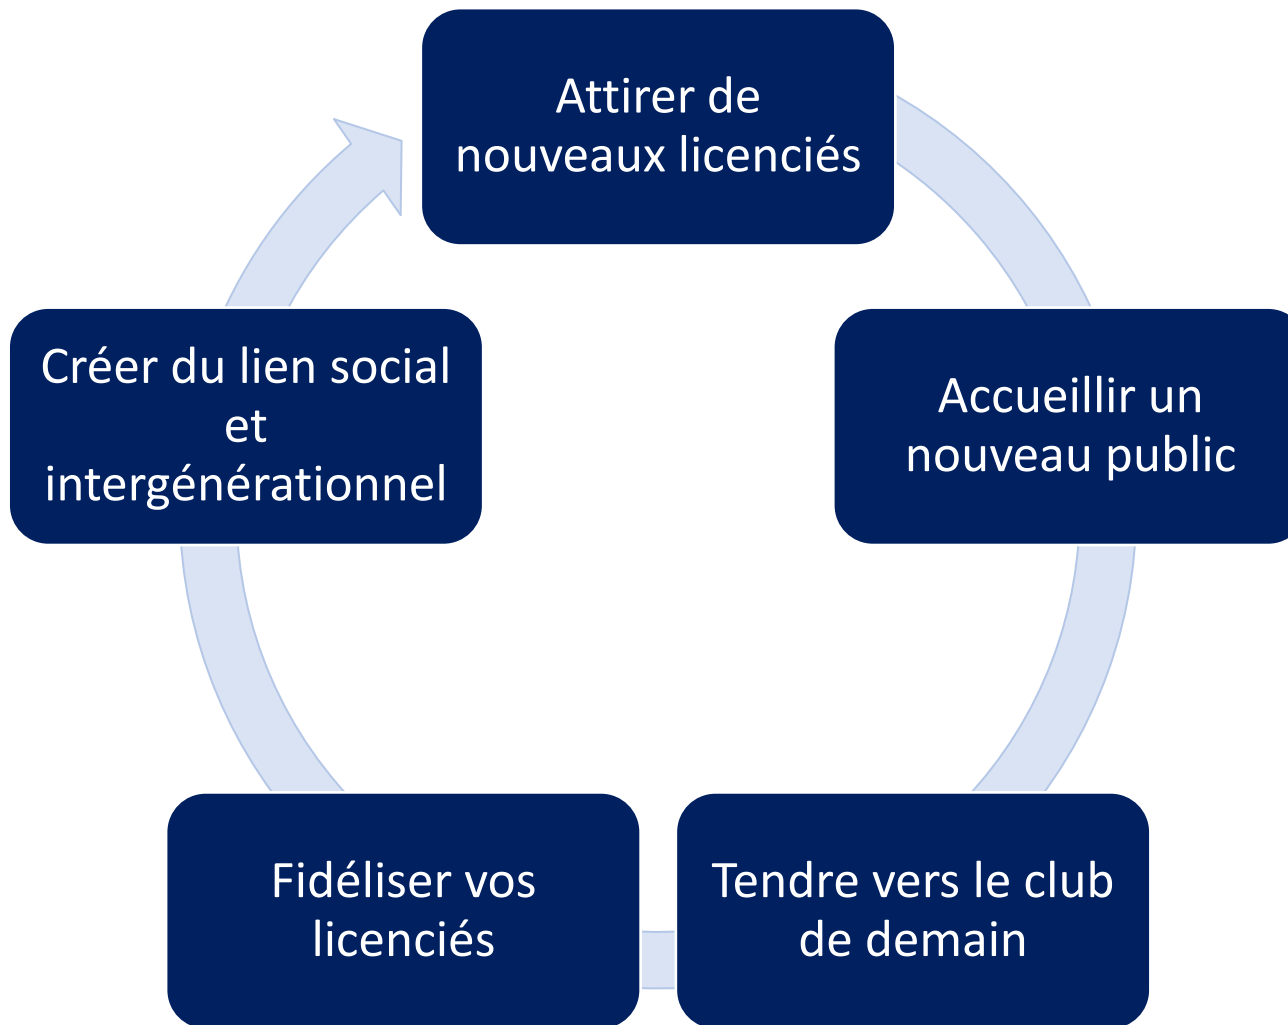 Attirer de
nouveaux licenciés
Accueillir un
nouveau public
Tendre vers le club
de demain
Fidéliser vos
licenciés
Créer du lien social
et
intergénérationnel